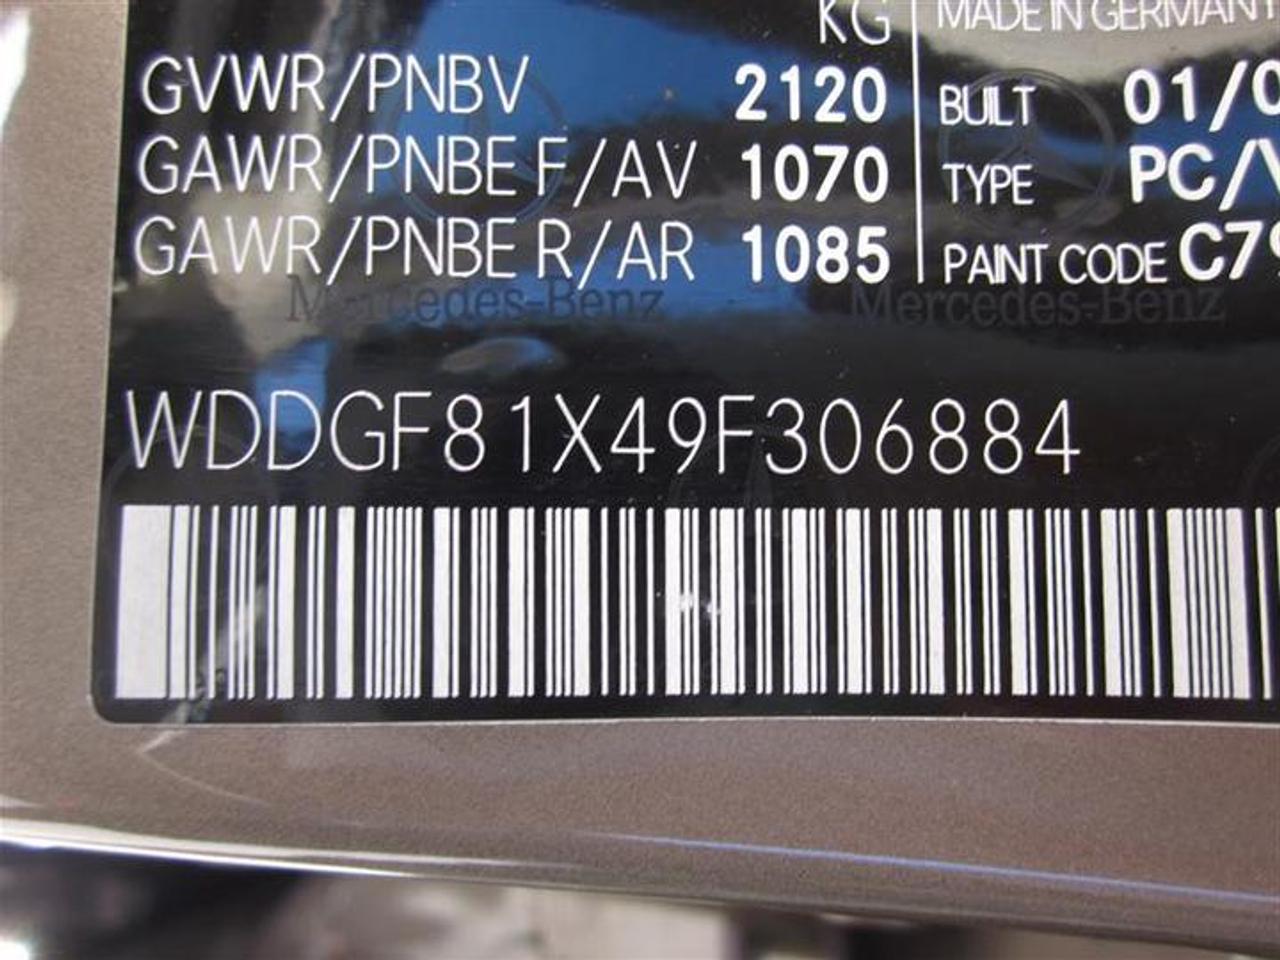 KG
MADE IN GERMANY
GVWR/PNBV 2120
BUILT 01/0
GAWR/PNBE F/AV 1070
TYPE PC/
GAWR/PNBE R/AR 1085
PAINT CODE C79
Mercedes-Benz Mercedes-Benz
WDDGF81X49F306884